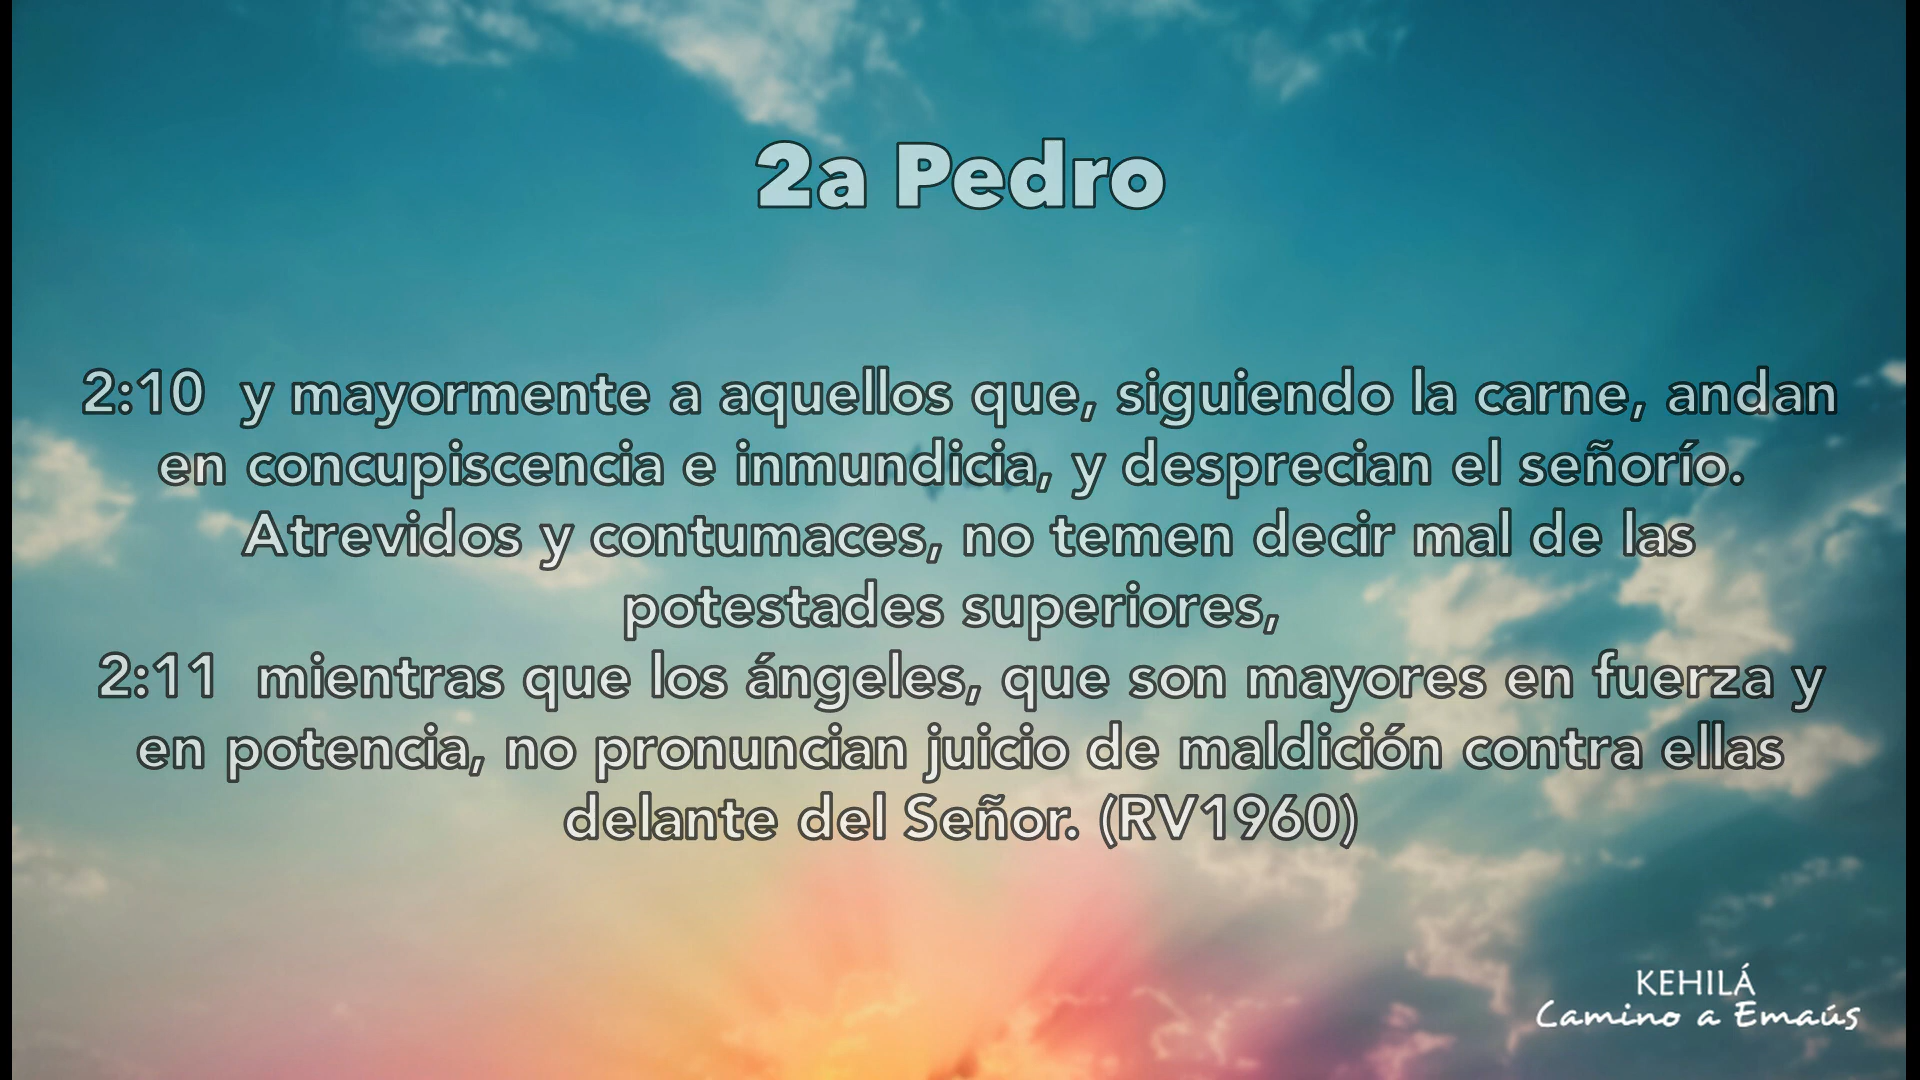 2a Pedro
2:10 y mayormente a aquellos que, siguiendo la carne, andan
en concupiscencia e inmundicia, y desprecian el señorío.
Atrevidos y contumaces, no temen decir mal de las
potestades superiores,
2:11 mientras que los ángeles, que son mayores en fuerza y
en potencia, no pronuncian juicio de maldición contra ellas
delante del Señor. (RV1960)
KEHILÁ
Camino a Emaús